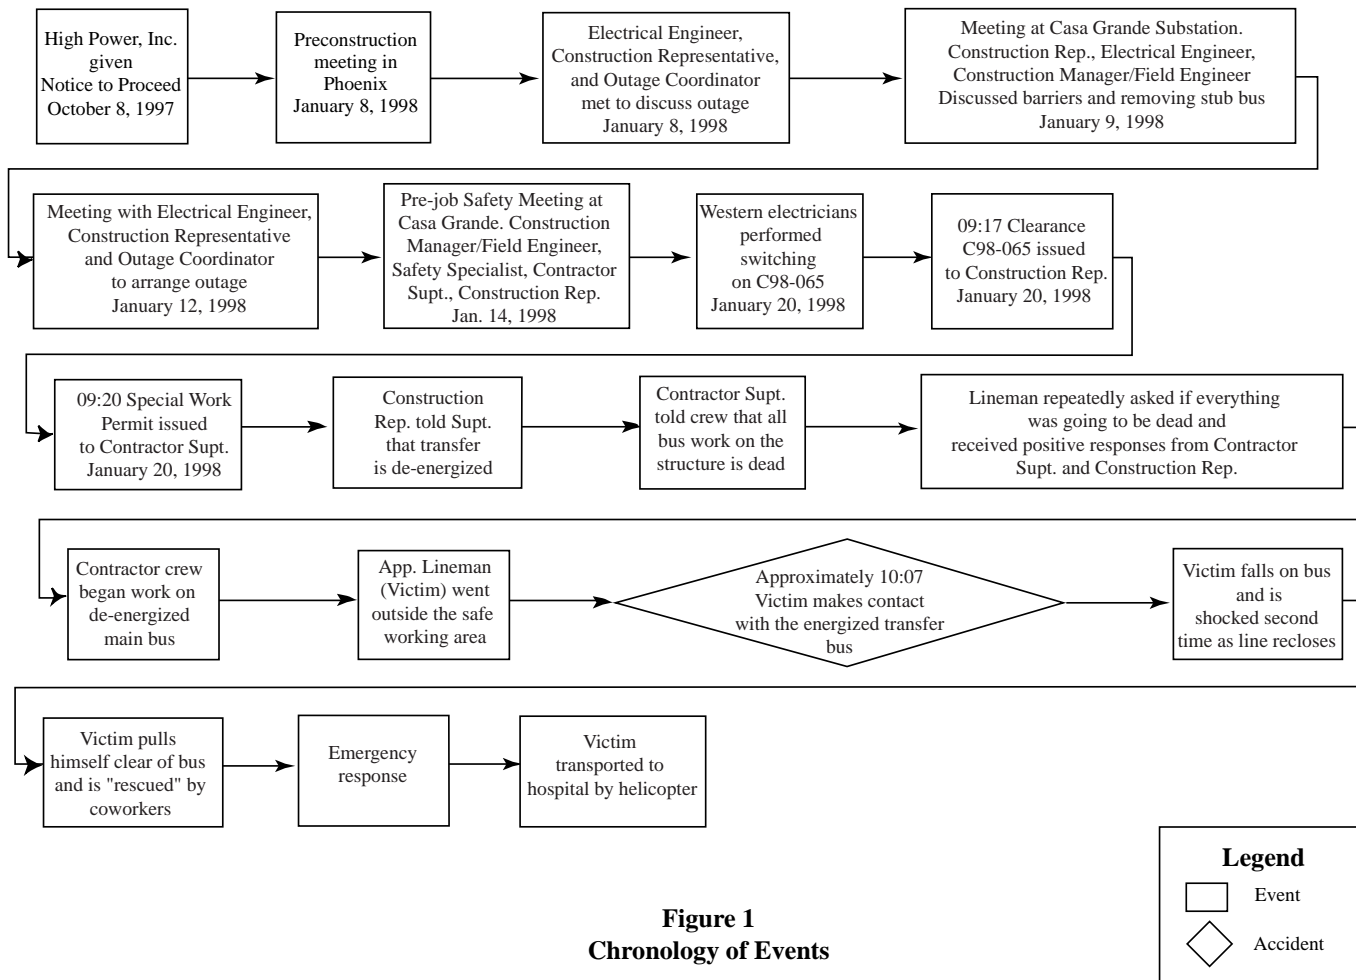 High Power, Inc.
given
Notice to Proceed
October 8, 1997
Preconstruction
meeting in
Phoenix
January 8, 1998
Electrical Engineer,
Construction Representative,
and Outage Coordinator
met to discuss outage
January 8, 1998
Meeting at Casa Grande Substation.
Construction Rep., Electrical Engineer,
Construction Manager/Field Engineer
Discussed barriers and removing stub bus
January 9, 1998
Meeting with Electrical Engineer,
Construction Representative
and Outage Coordinator
to arrange outage
January 12, 1998
Pre-job Safety Meeting at
Casa Grande. Construction
Manager/Field Engineer,
Safety Specialist, Contractor
Supt., Construction Rep.
Jan. 14, 1998
Western electricians
performed
switching
on C98-065
January 20, 1998
09:17 Clearance
C98-065 issued
to Construction Rep.
January 20, 1998
09:20 Special Work
Permit issued
to Contractor Supt.
January 20, 1998
Construction
Rep. told Supt.
that transfer
is de-energized
Contractor Supt.
told crew that all
bus work on the
structure is dead
Lineman repeatedly asked if everything
was going to be dead and
received positive responses from Contractor
Supt. and Construction Rep.
Contractor crew
began work on
de-energized
main bus
App. Lineman
(Victim) went
outside the safe
working area
Approximately 10:07
Victim makes contact
with the energized transfer
bus
Victim falls on bus
and is
shocked second
time as line recloses
Victim pulls
himself clear of bus
and is "rescued" by
coworkers
Emergency
response
Victim
transported to
hospital by helicopter
Legend
Event
Accident
Figure 1
Chronology of Events